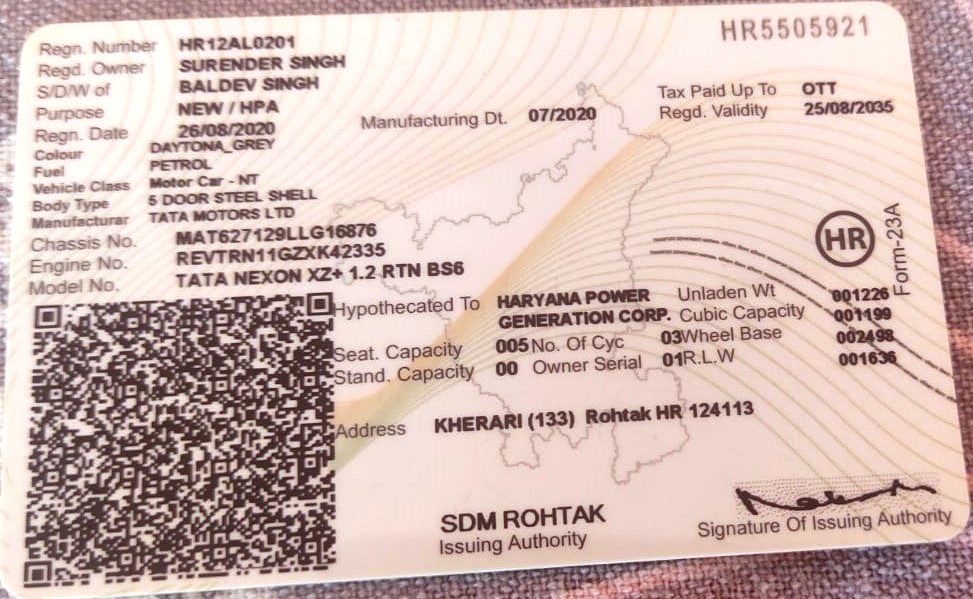 HR5505921
Regn. Number HR12AL0201
Regd. Owner SURENDER SINGH
S/D/W of BALDEV SINGH
Purpose NEW / HPA
Regn. Date 26/08/2020
Manufacturing Dt. 07/2020
Tax Paid Up To OTT
Regd. Validity 25/08/2035
Colour DAYTONA_GREY
Fuel PETROL
Vehicle Class Motor Car - NT
Body Type 5 DOOR STEEL SHELL
Manufacturar TATA MOTORS LTD
Chassis No. MAT627129LLG16876
Engine No. REVTRN11GZXK42335
Model No. TATA NEXON XZ+ 1.2 RTN BS6
HR
Form-23A
Hypothecated To HARYANA POWER Unladen Wt 001226
GENERATION CORP. Cubic Capacity 001199
Seat. Capacity 005 No. Of Cyc 03 Wheel Base 002498
Stand. Capacity 00 Owner Serial 01 R.L.W 001636
Address KHERARI (133) Rohtak HR 124113
SDM ROHTAK
Issuing Authority
Signature Of Issuing Authority